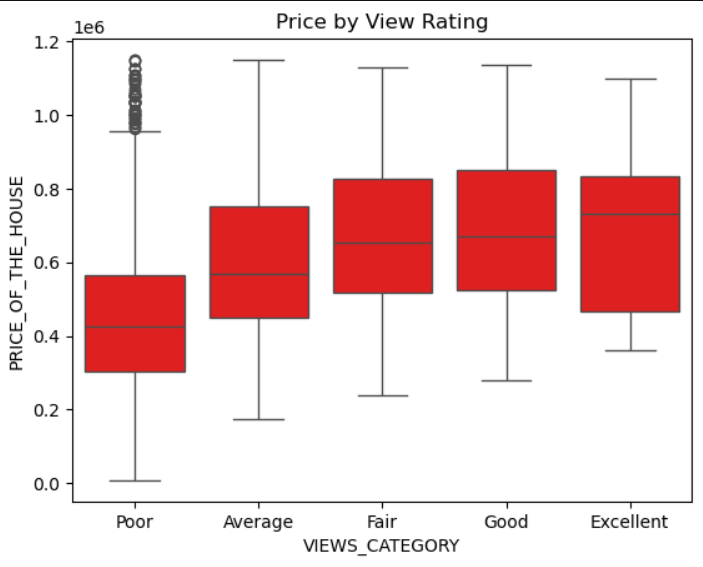 Price by View Rating
1e6
1.2
1.0
0.8
0.6
0.4
0.2
0.0
PRICE_OF_THE_HOUSE
Poor Average Fair Good Excellent
VIEWS_CATEGORY